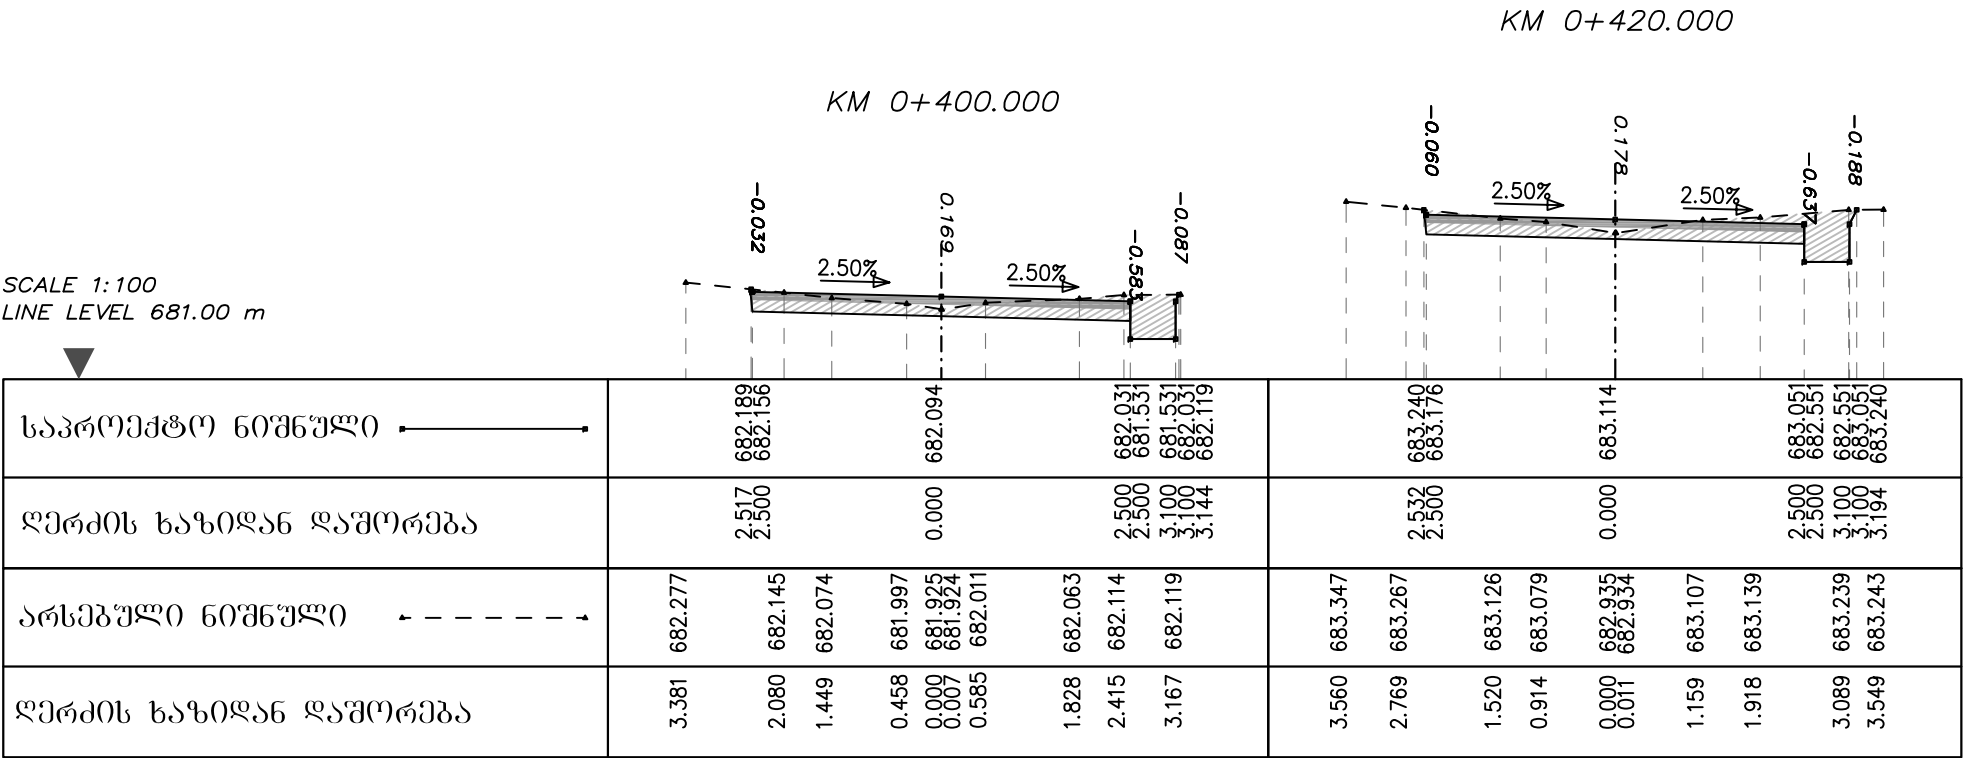 KM 0+420.000
KM 0+400.000
-0.060
0.178
-0.637
-0.188
2.50%
2.50%
-0.032
0.169
-0.583
-0.087
2.50%
2.50%
SCALE 1:100
LINE LEVEL 681.00 m
საპროექტო ნიშნული
682.189 682.156 682.094 682.031 681.531 681.531 682.031 682.119
683.240 683.176 683.114 683.051 682.551 682.551 683.051 683.240
ღერძის ხაზიდან დაშორება
2.517 2.500 0.000 2.500 2.500 3.100 3.100 3.144
2.532 2.500 0.000 2.500 2.500 3.100 3.100 3.194
არსებული ნიშნული
682.277 682.145 682.074 681.997 681.925 681.924 682.011 682.063 682.114 682.119
683.347 683.267 683.126 683.079 682.935 682.934 683.107 683.139 683.239 683.243
ღერძის ხაზიდან დაშორება
3.381 2.080 1.449 0.458 0.000 0.007 0.585 1.828 2.415 3.167
3.560 2.769 1.520 0.914 0.000 0.011 1.159 1.918 3.089 3.549